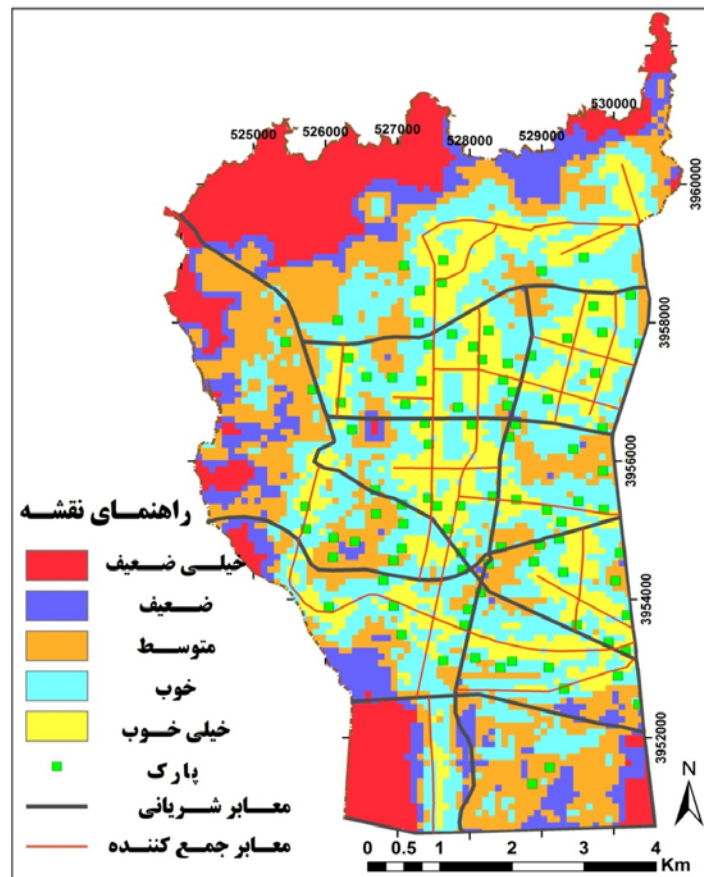 530000
529000
528000
527000
526000
525000
3960000
3958000
3956000
3954000
3952000
راهنمای نقشه
خیلی ضعیف
ضعیف
متوسط
خوب
خیلی خوب
پارک
معابر شریانی
معابر جمع کننده
N
0 0.5 1 2 3 4
Km